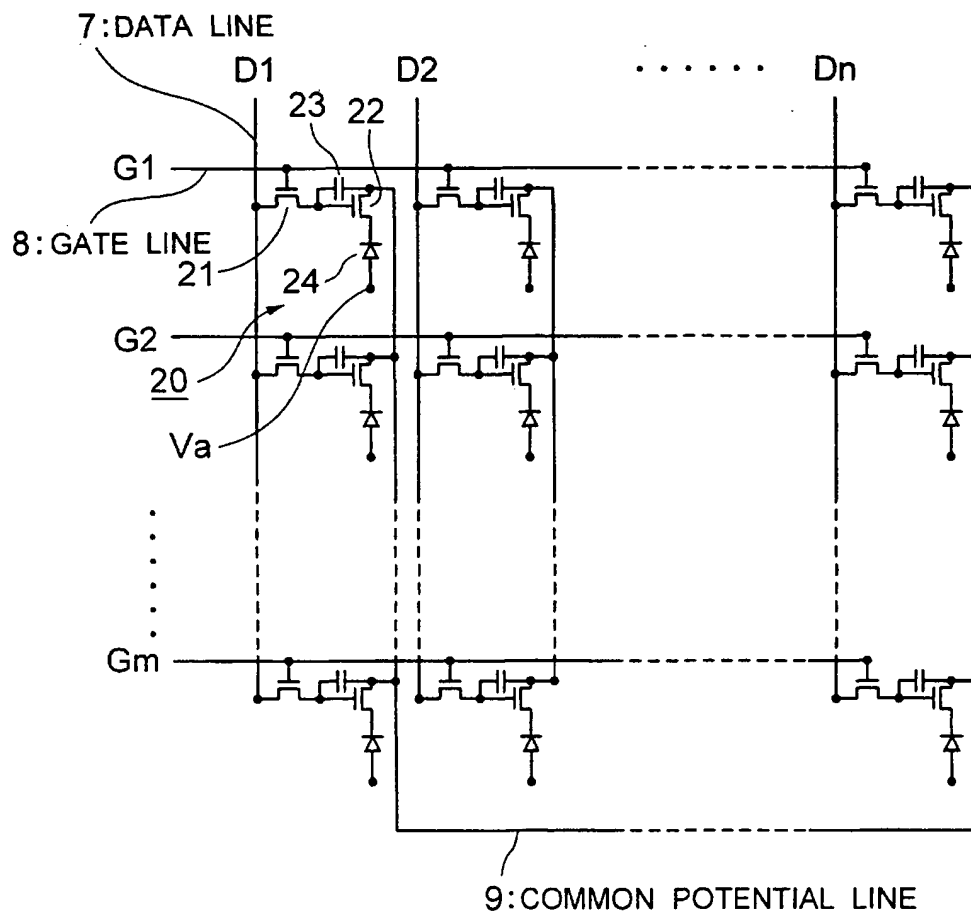 7:DATA LINE
D1 D2 ...... Dn
23 22
G1
8:GATE LINE
21 24
G2
20
Va
Gm
9:COMMON POTENTIAL LINE